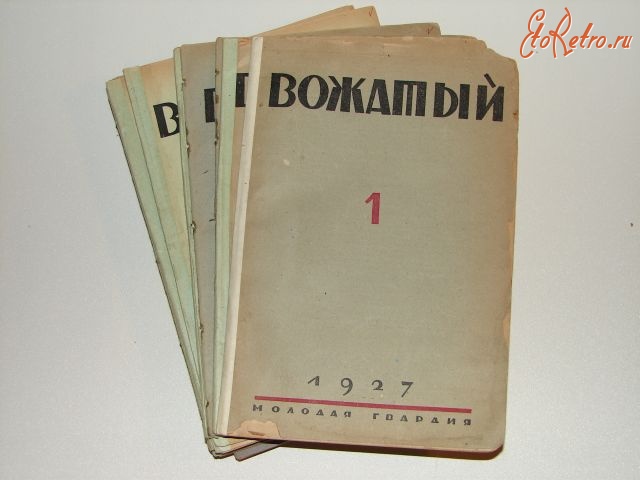 EtoRetro.ru
В
В
В
ВОЖАТЫЙ
1
1927
МОЛОДАЯ ГВАРДИЯ